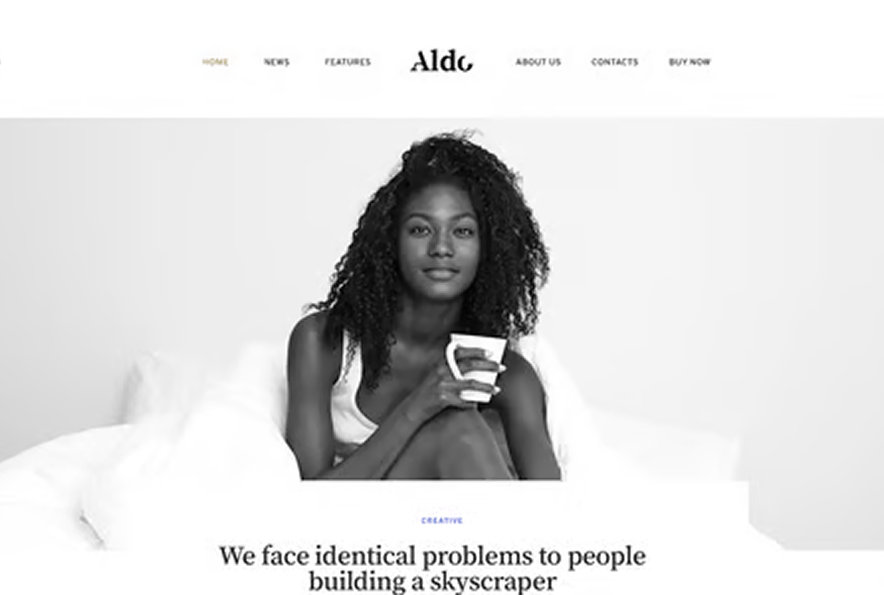 HOME NEWS FEATURES Aldo ABOUT US CONTACTS BUY NOW
CREATIVE
We face identical problems to people
building a skyscraper